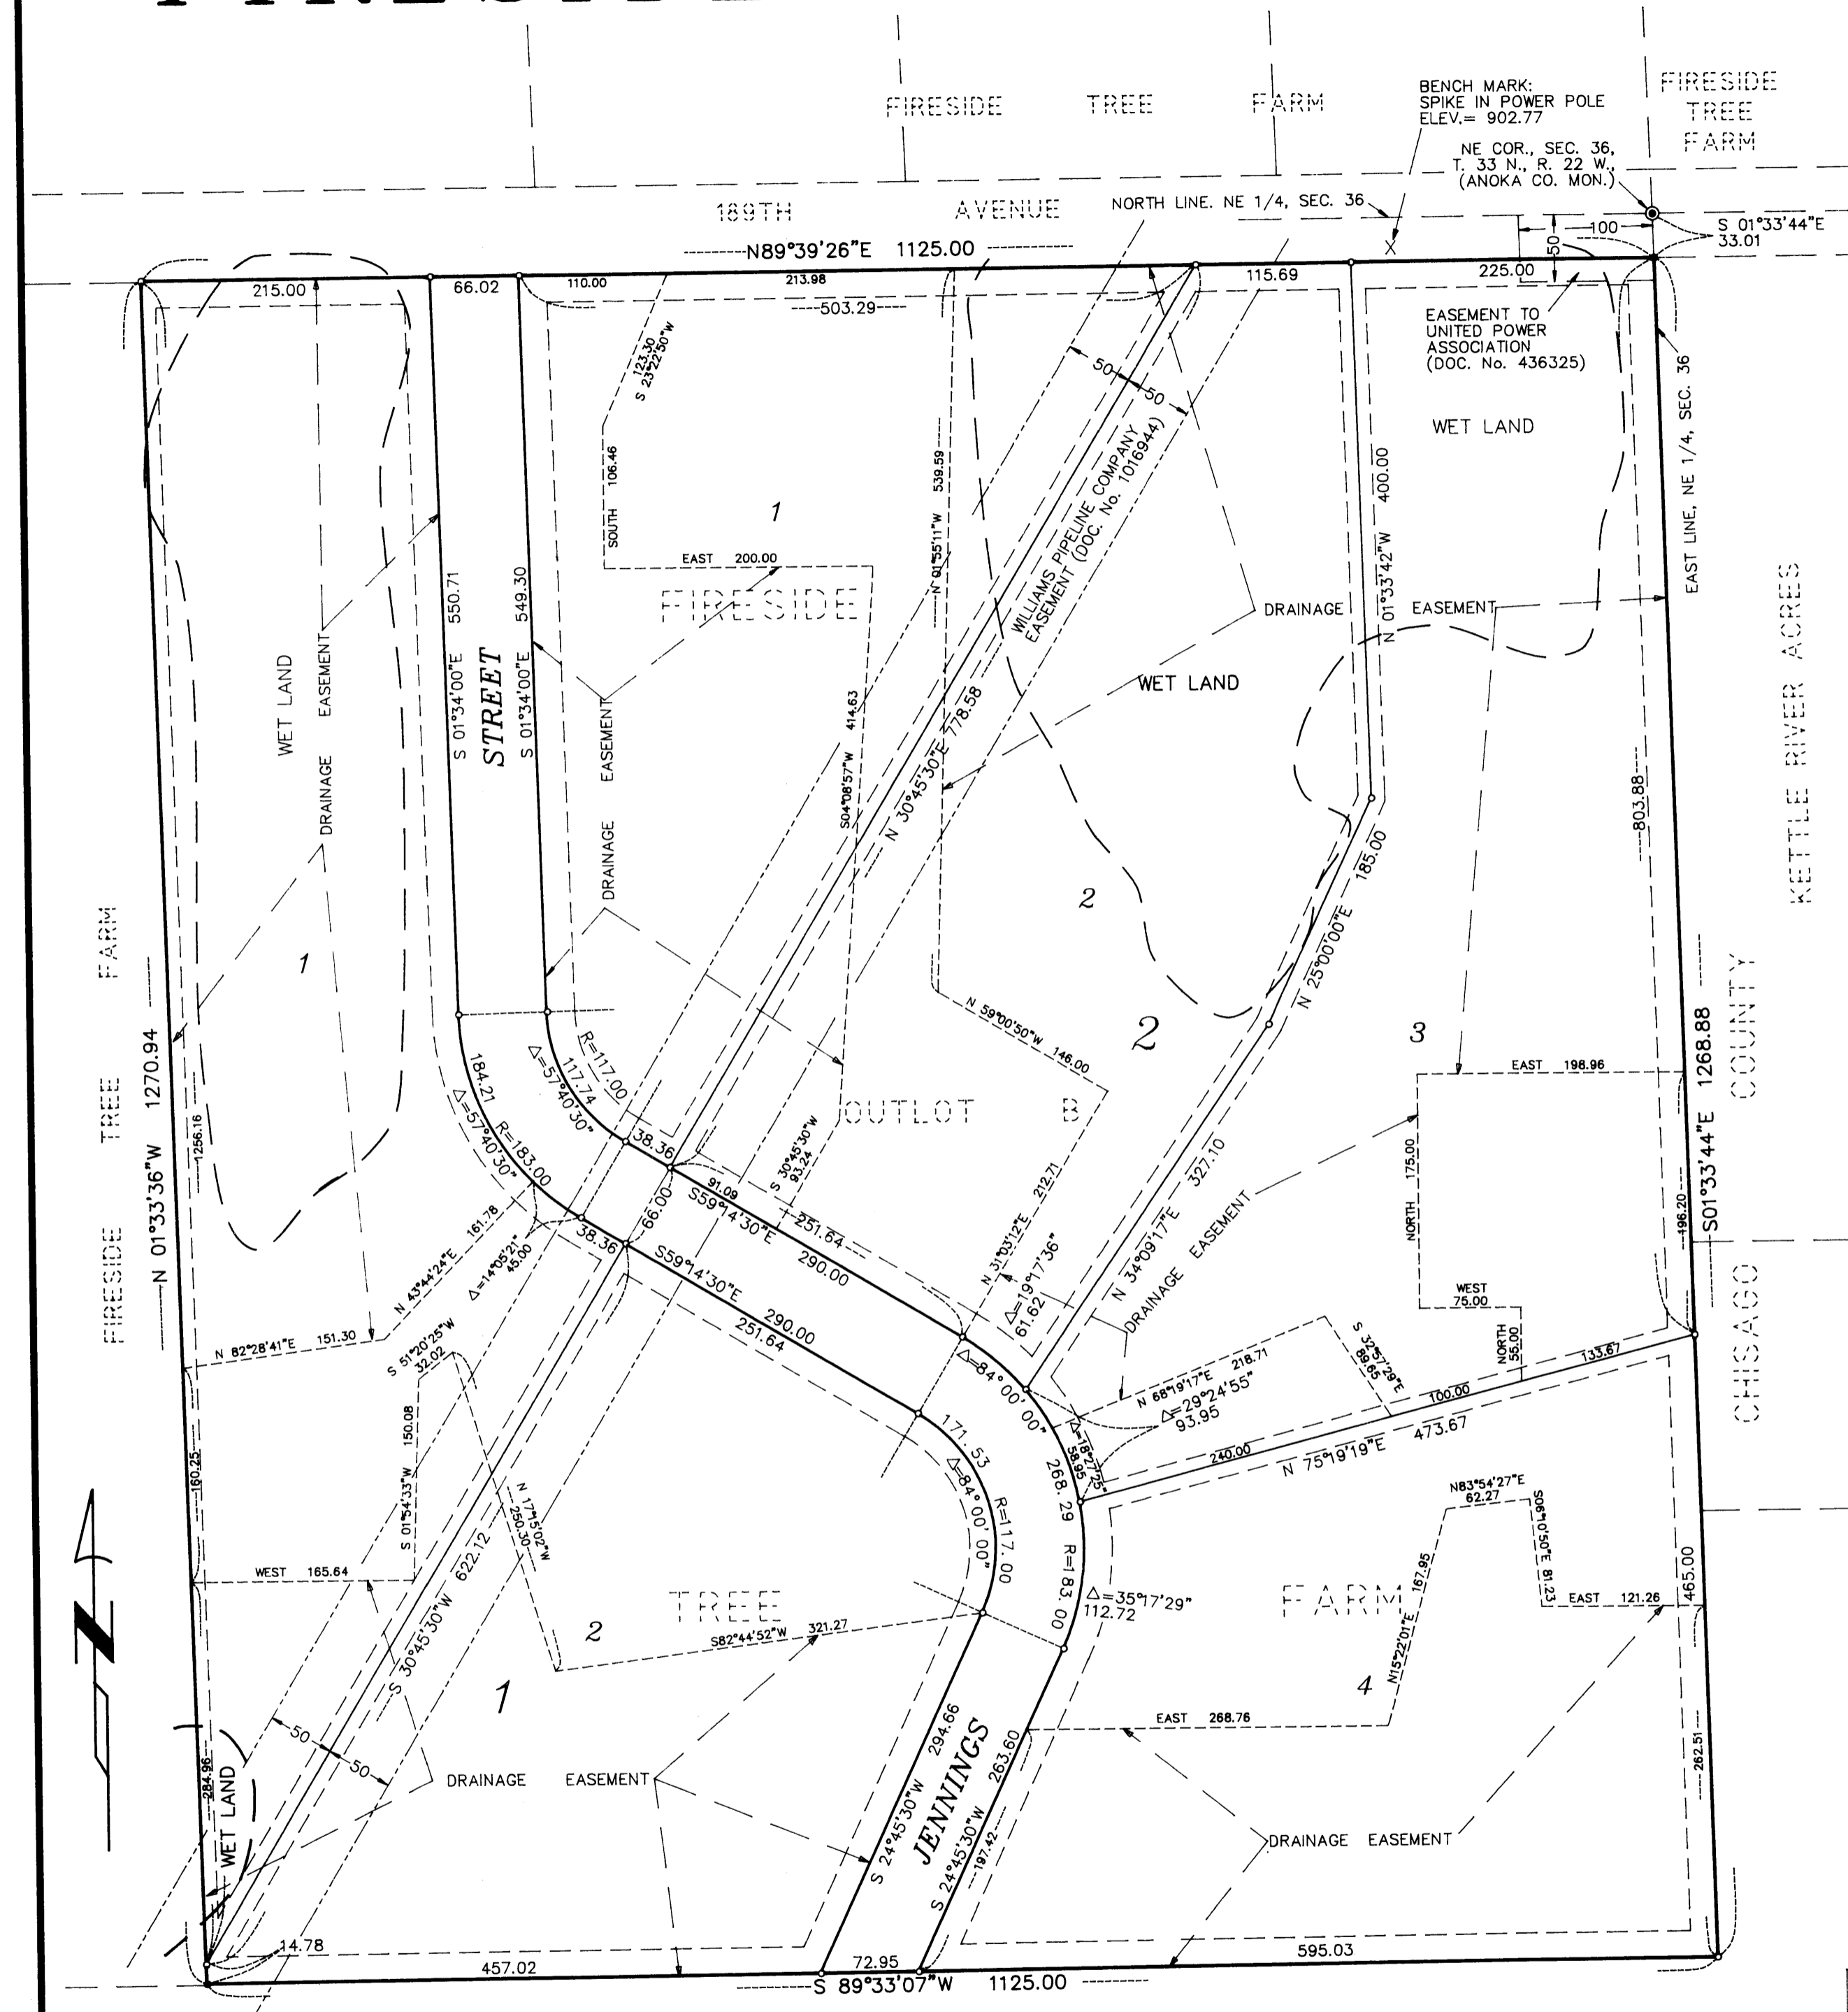 FIRESIDE TREE FARM
FIRESIDE
TREE
FARM
BENCH MARK:
SPIKE IN POWER POLE
ELEV.= 902.77
NE COR., SEC. 36,
T. 33 N., R. 22 W.,
(ANOKA CO. MON.)
189TH AVENUE
NORTH LINE. NE 1/4, SEC. 36
S 01°33'44"E
33.01
100
50
X
N89°39'26"E 1125.00
215.00
66.02
110.00
213.98
503.29
115.69
225.00
EASEMENT TO
UNITED POWER
ASSOCIATION
(DOC. No. 436325)
WET LAND
EAST LINE, NE 1/4, SEC. 36
123.30
S 23°22'50"W
SOUTH 106.46
EAST 200.00
1
FIRESIDE
N 01°55'11"W 539.59
50
50
WILLIAMS PIPELINE COMPANY
EASEMENT (DOC. No. 1016944)
N 01°33'42"W 400.00
DRAINAGE EASEMENT
WET LAND
KETTLE RIVER ACRES
WET LAND
DRAINAGE EASEMENT
S 01°34'00"E 550.71
STREET
S 01°34'00"E 549.30
DRAINAGE EASEMENT
S04°08'57"W 414.63
N 30°45'30"E 778.58
803.88
185.00
N 25°00'00"E
2
2
3
1
FIRESIDE TREE FARM
N 01°33'36"W 1270.94
1256.16
184.21
R=183.00
Δ=57°40'30"
R=117.00
117.74
Δ=57°40'30"
N 59°00'50"W 146.00
OUTLOT B
EAST 198.96
S01°33'44"E 1268.88
COUNTY
CHISAGO
38.36
66.00
38.36
91.09
S59°14'30"E
251.64
290.00
S 30°45'30"W
93.24
N 31°03'12"E 212.71
Δ=19°17'36"
61.62
N 34°09'17"E 327.10
DRAINAGE EASEMENT
NORTH 175.00
WEST
75.00
NORTH
55.00
496.20
N 43°44'24"E 161.78
Δ=14°05'21"
45.00
N 82°28'41"E 151.30
S 51°20'25"W
32.02
S59°14'30"E 290.00
251.64
Δ=84°00'00"
N 68°19'17"E 218.71
S 32°57'29"E
89.65
Δ=29°24'55"
93.95
Δ=18°27'25"
58.95
240.00
100.00
133.67
N 75°19'19"E 473.67
160.25
S 01°54'33"W 150.08
N 17°15'02"W
250.30
171.53
Δ=84°00'00"
R=117.00
268.29
R=183.00
Δ=35°17'29"
112.72
N83°54'27"E
62.27
S06°10'50"E 81.23
EAST 121.26
465.00
WEST 165.64
S 30°45'30"W 622.12
TREE
FARM
2
S82°44'52"W 321.27
N15°22'01"E 167.95
4
EAST 268.76
1
50
50
DRAINAGE EASEMENT
S 24°45'30"W 294.66
JENNINGS
S 24°45'30"W 263.60
197.42
DRAINAGE EASEMENT
262.51
284.96
WET LAND
14.78
457.02
72.95
595.03
S 89°33'07"W 1125.00
N